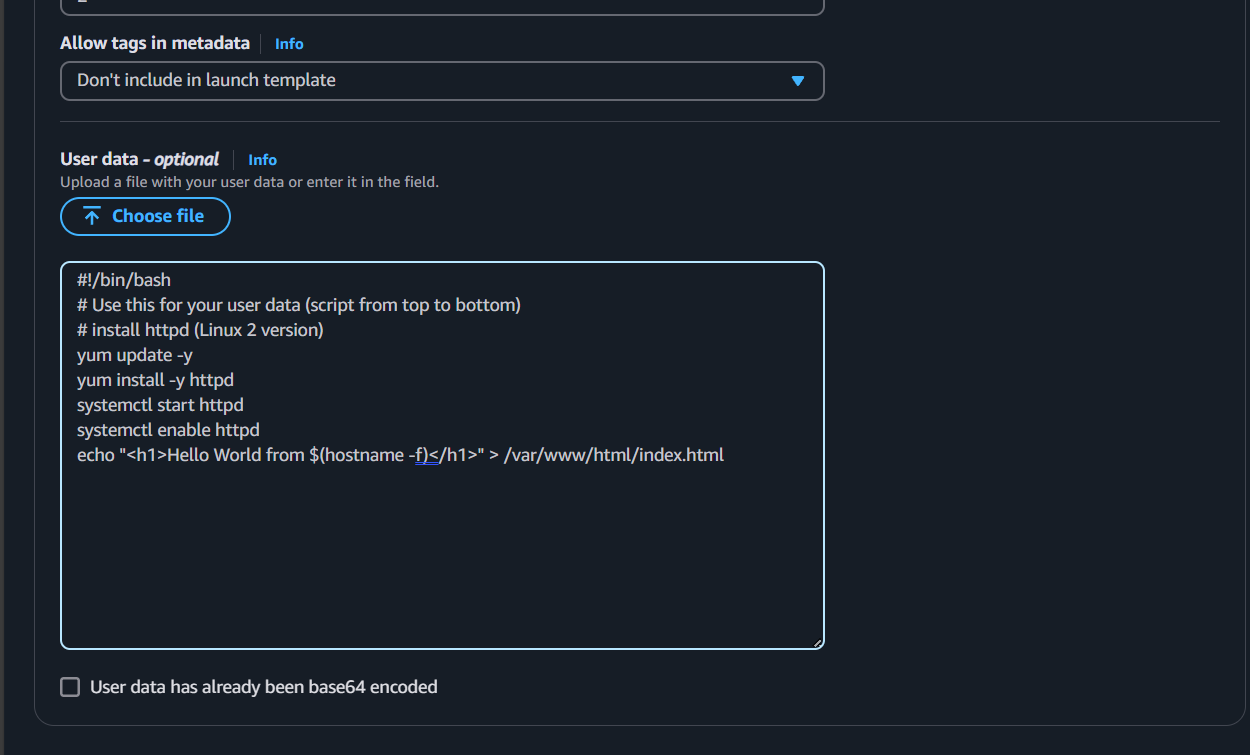 Allow tags in metadata Info
Don't include in launch template
User data - optional Info
Upload a file with your user data or enter it in the field.
Choose file
#!/bin/bash
# Use this for your user data (script from top to bottom)
# install httpd (Linux 2 version)
yum update -y
yum install -y httpd
systemctl start httpd
systemctl enable httpd
echo "<h1>Hello World from $(hostname -f)</h1>" > /var/www/html/index.html
User data has already been base64 encoded